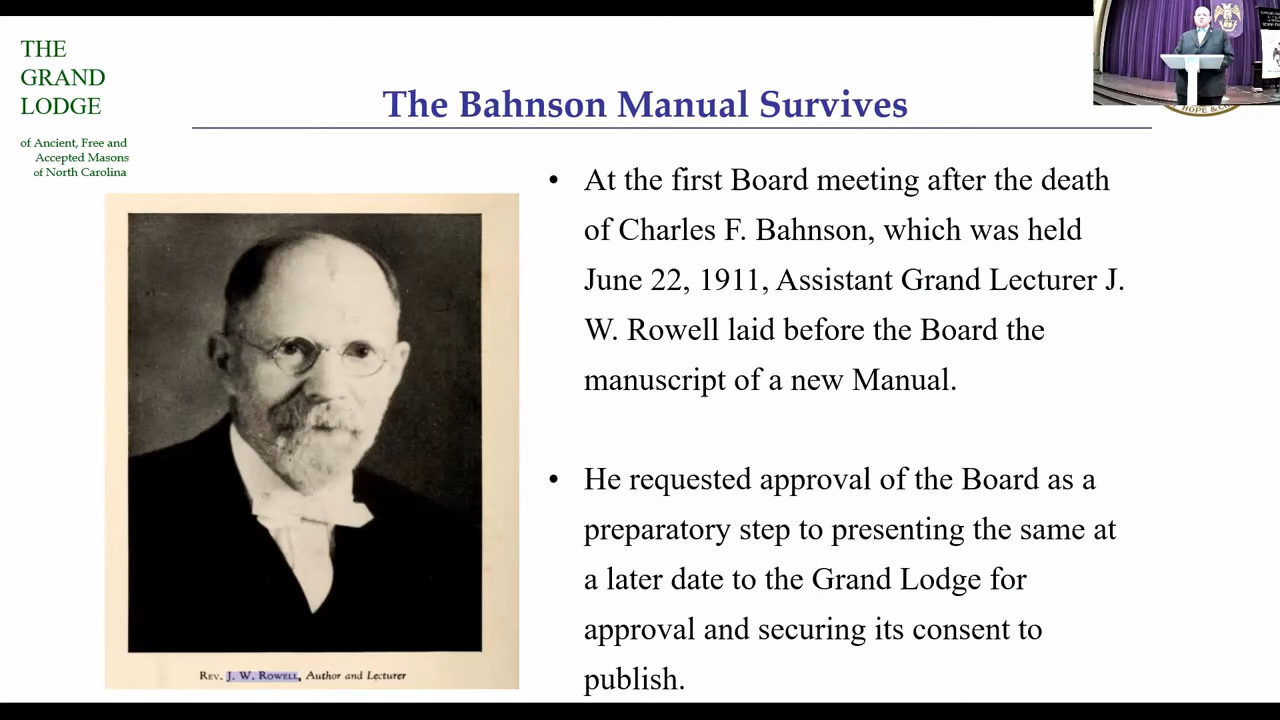 THE
GRAND
LODGE
of Ancient, Free and
Accepted Masons
of North Carolina
The Bahnson Manual Survives
• At the first Board meeting after the death
of Charles F. Bahnson, which was held
June 22, 1911, Assistant Grand Lecturer J.
W. Rowell laid before the Board the
manuscript of a new Manual.
• He requested approval of the Board as a
preparatory step to presenting the same at
a later date to the Grand Lodge for
approval and securing its consent to
publish.
Rev. J. W. Rowell, Author and Lecturer
HOPE &